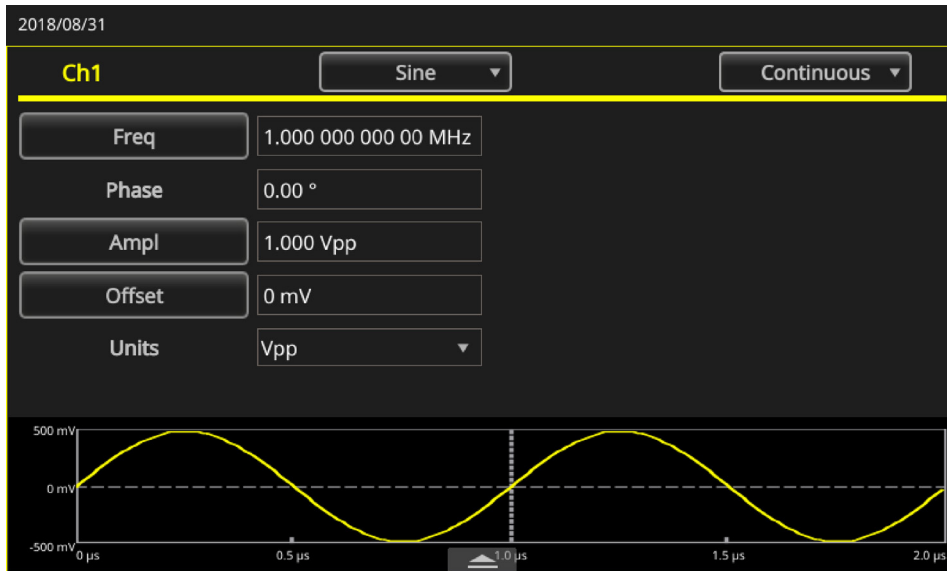 2018/08/31
Ch1 Sine Continuous
Freq 1.000 000 000 00 MHz
Phase 0.00 °
Ampl 1.000 Vpp
Offset 0 mV
Units Vpp
500 mV
0 mV
-500 mV
0 µs 0.5 µs 1.0 µs 1.5 µs 2.0 µs